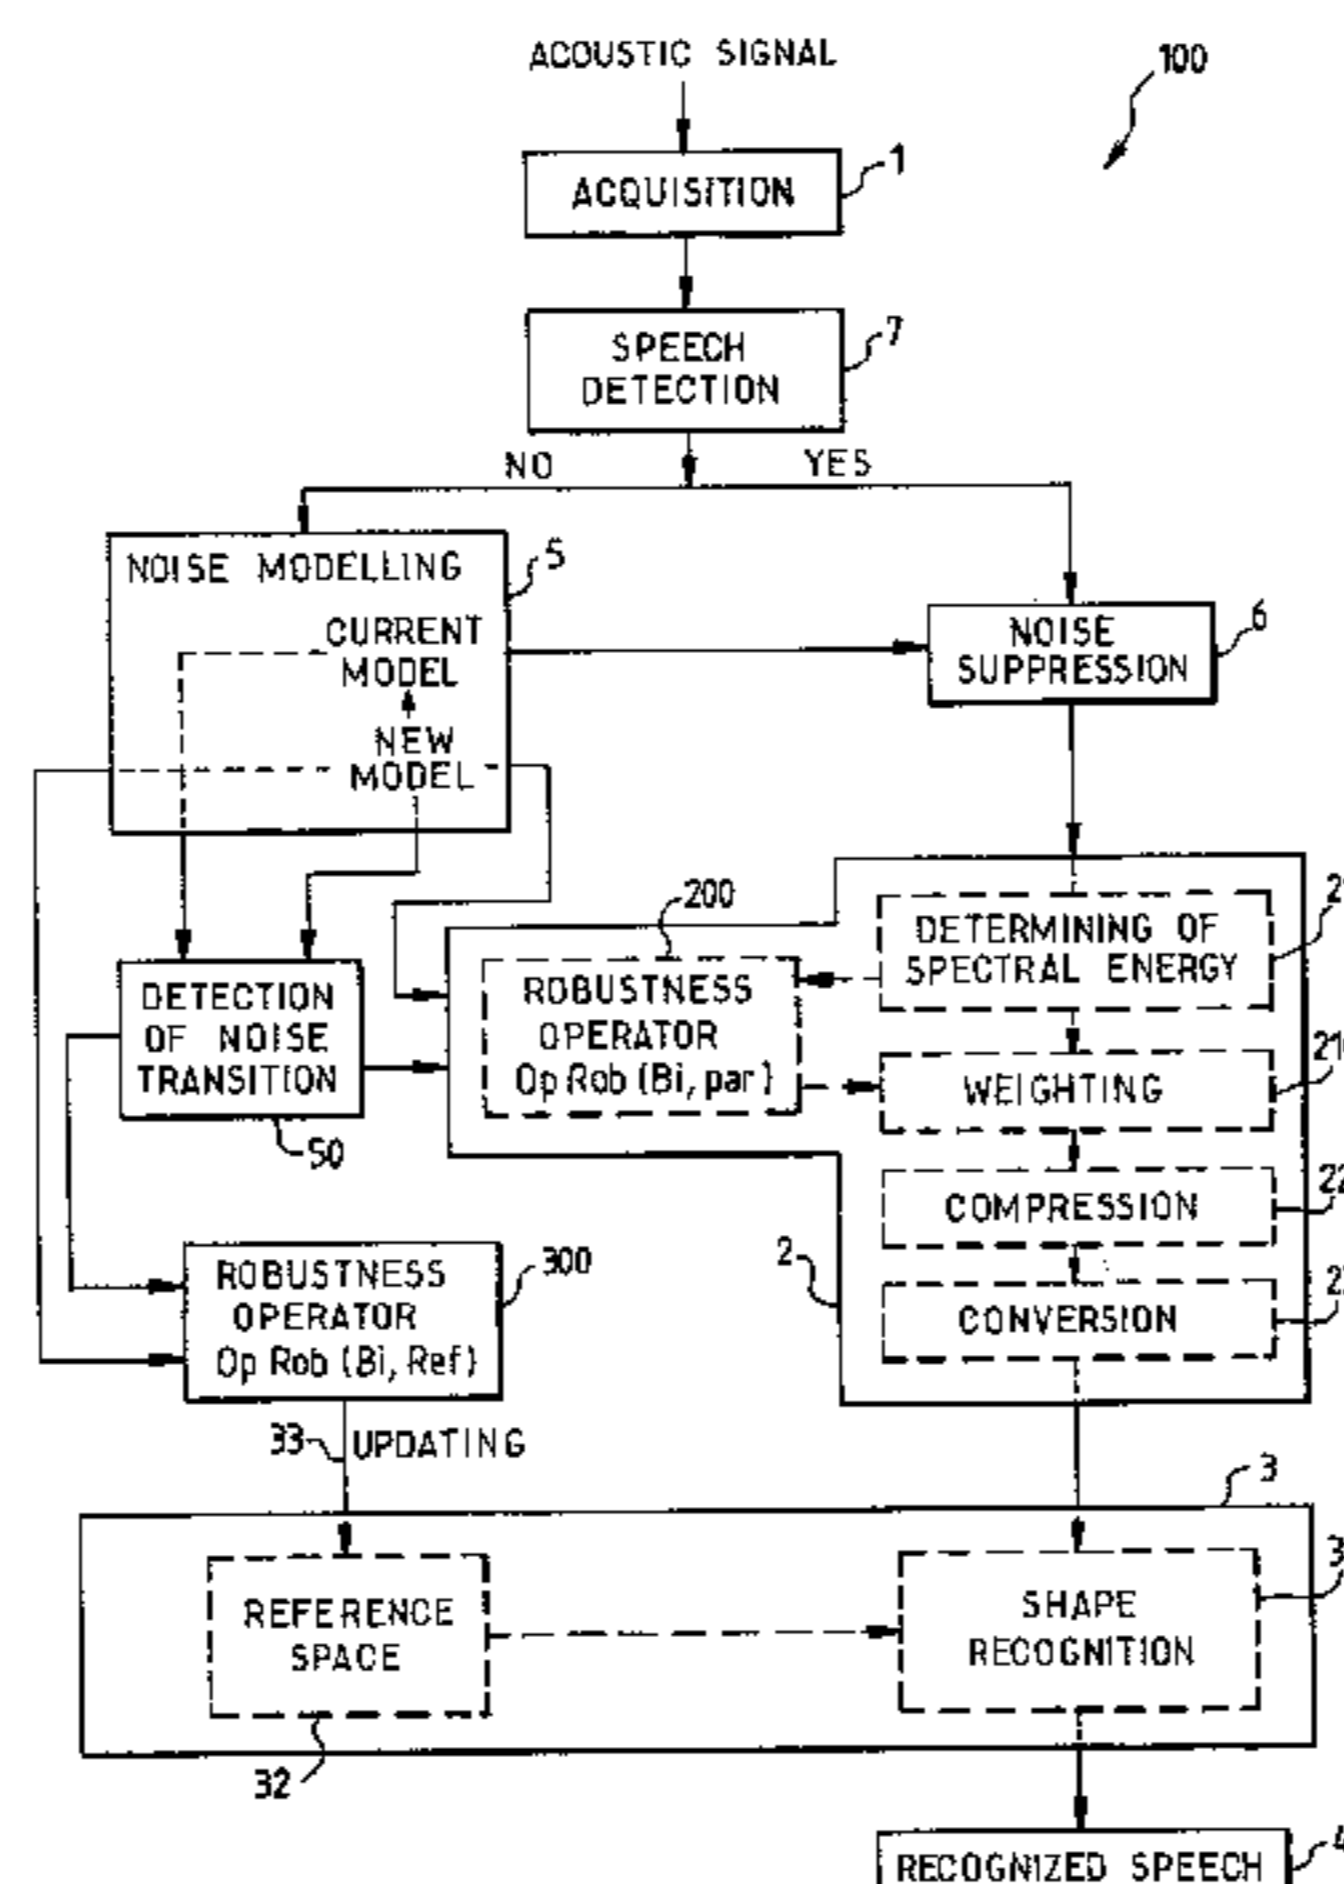 ACOUSTIC SIGNAL
100
ACQUISITION
1
SPEECH
DETECTION
7
NO
YES
NOISE MODELLING
5
CURRENT
MODEL
NEW
MODEL
NOISE
SUPPRESSION
6
200
DETERMINING OF
SPECTRAL ENERGY
DETECTION
OF NOISE
TRANSITION
50
ROBUSTNESS
OPERATOR
Op Rob (Bi, par)
WEIGHTING
COMPRESSION
22
2
CONVERSION
ROBUSTNESS
OPERATOR
Op Rob (Bi, Ref)
300
33
UPDATING
3
REFERENCE
SPACE
32
SHAPE
RECOGNITION
RECOGNIZED SPEECH
4